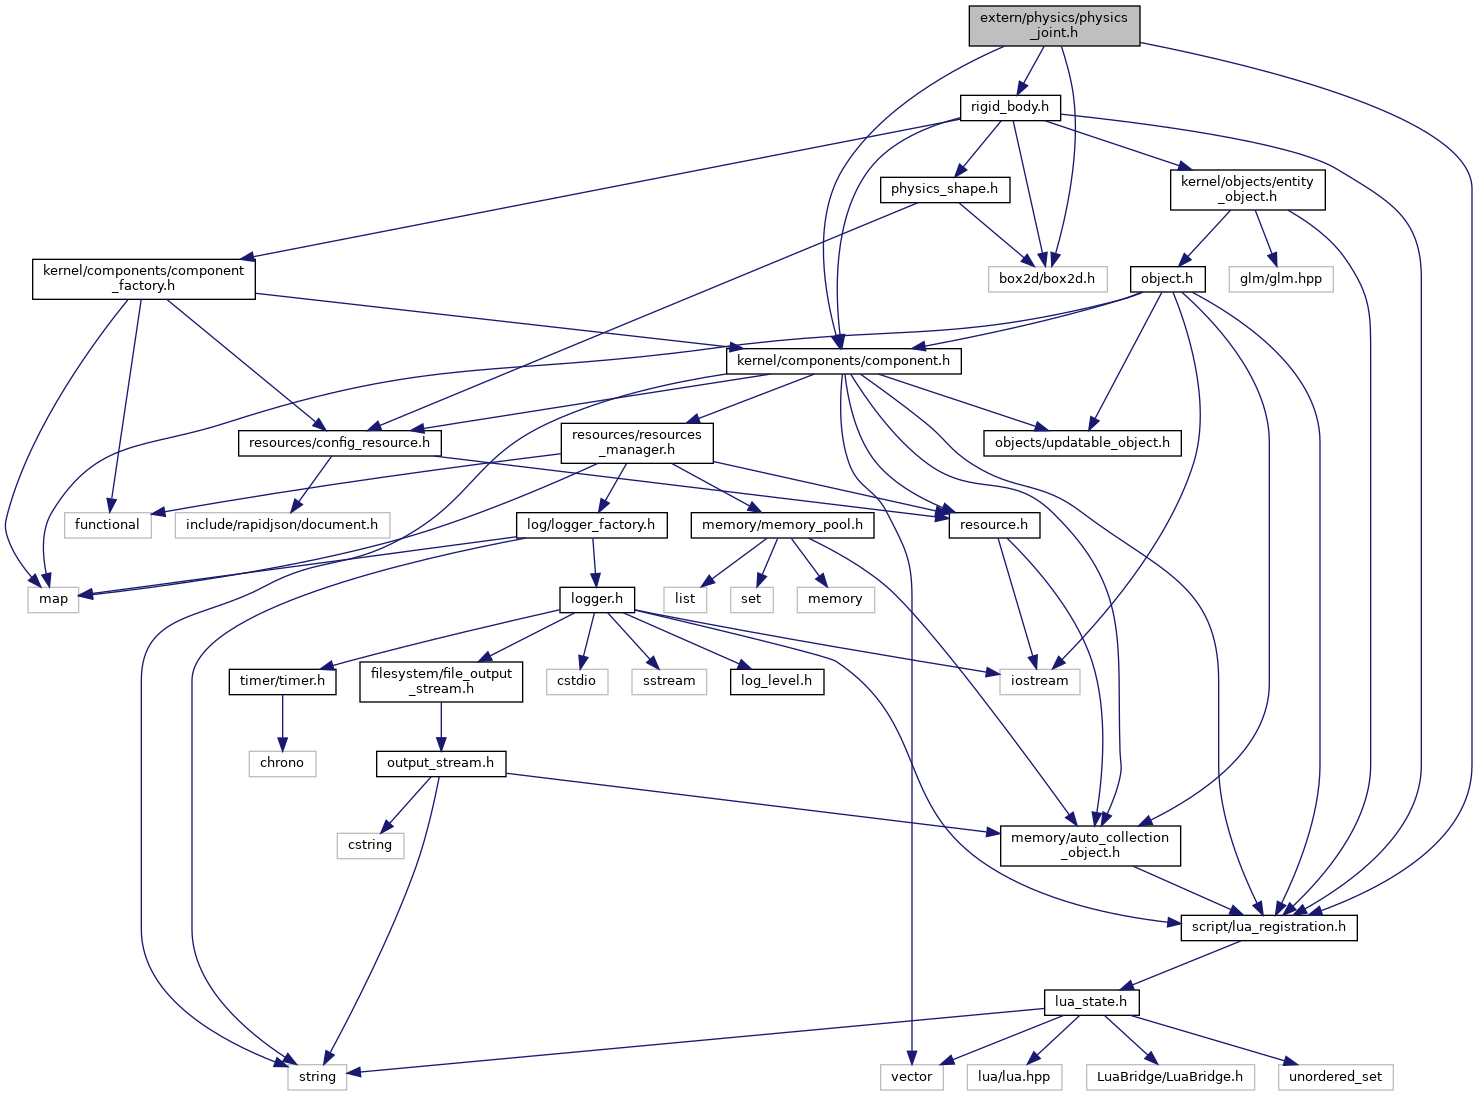 extern/physics/physics
_joint.h
rigid_body.h
physics_shape.h
kernel/objects/entity
_object.h
kernel/components/component
_factory.h
box2d/box2d.h
object.h
glm/glm.hpp
kernel/components/component.h
resources/config_resource.h
resources/resources
_manager.h
objects/updatable_object.h
functional
include/rapidjson/document.h
log/logger_factory.h
memory/memory_pool.h
resource.h
map
logger.h
list
set
memory
timer/timer.h
filesystem/file_output
_stream.h
cstdio
sstream
log_level.h
iostream
chrono
output_stream.h
cstring
memory/auto_collection
_object.h
script/lua_registration.h
lua_state.h
string
vector
lua/lua.hpp
LuaBridge/LuaBridge.h
unordered_set